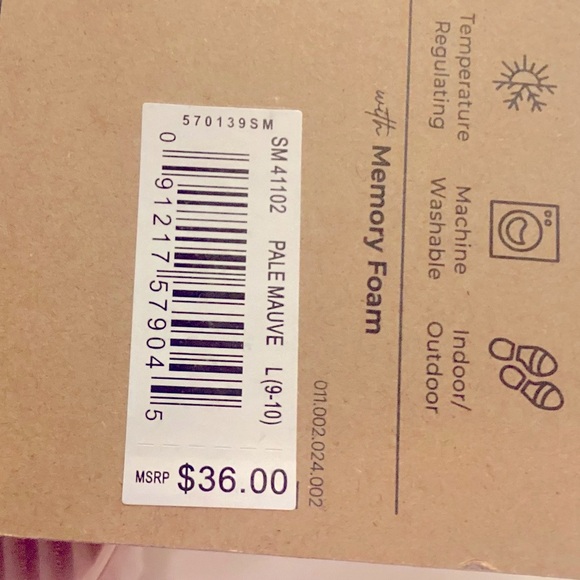 Temperature
Regulating
Machine
Washable
Indoor/
Outdoor
with Memory Foam
011.002.024.002
570139SM
SM 41102 PALE MAUVE L (9-10)
0 91217 57904 5
MSRP $36.00